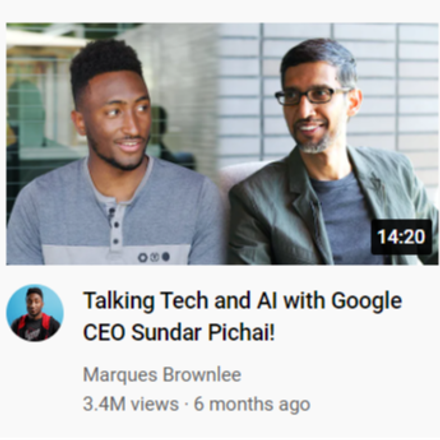 14:20
Talking Tech and AI with Google
CEO Sundar Pichai!
Marques Brownlee
3.4M views · 6 months ago